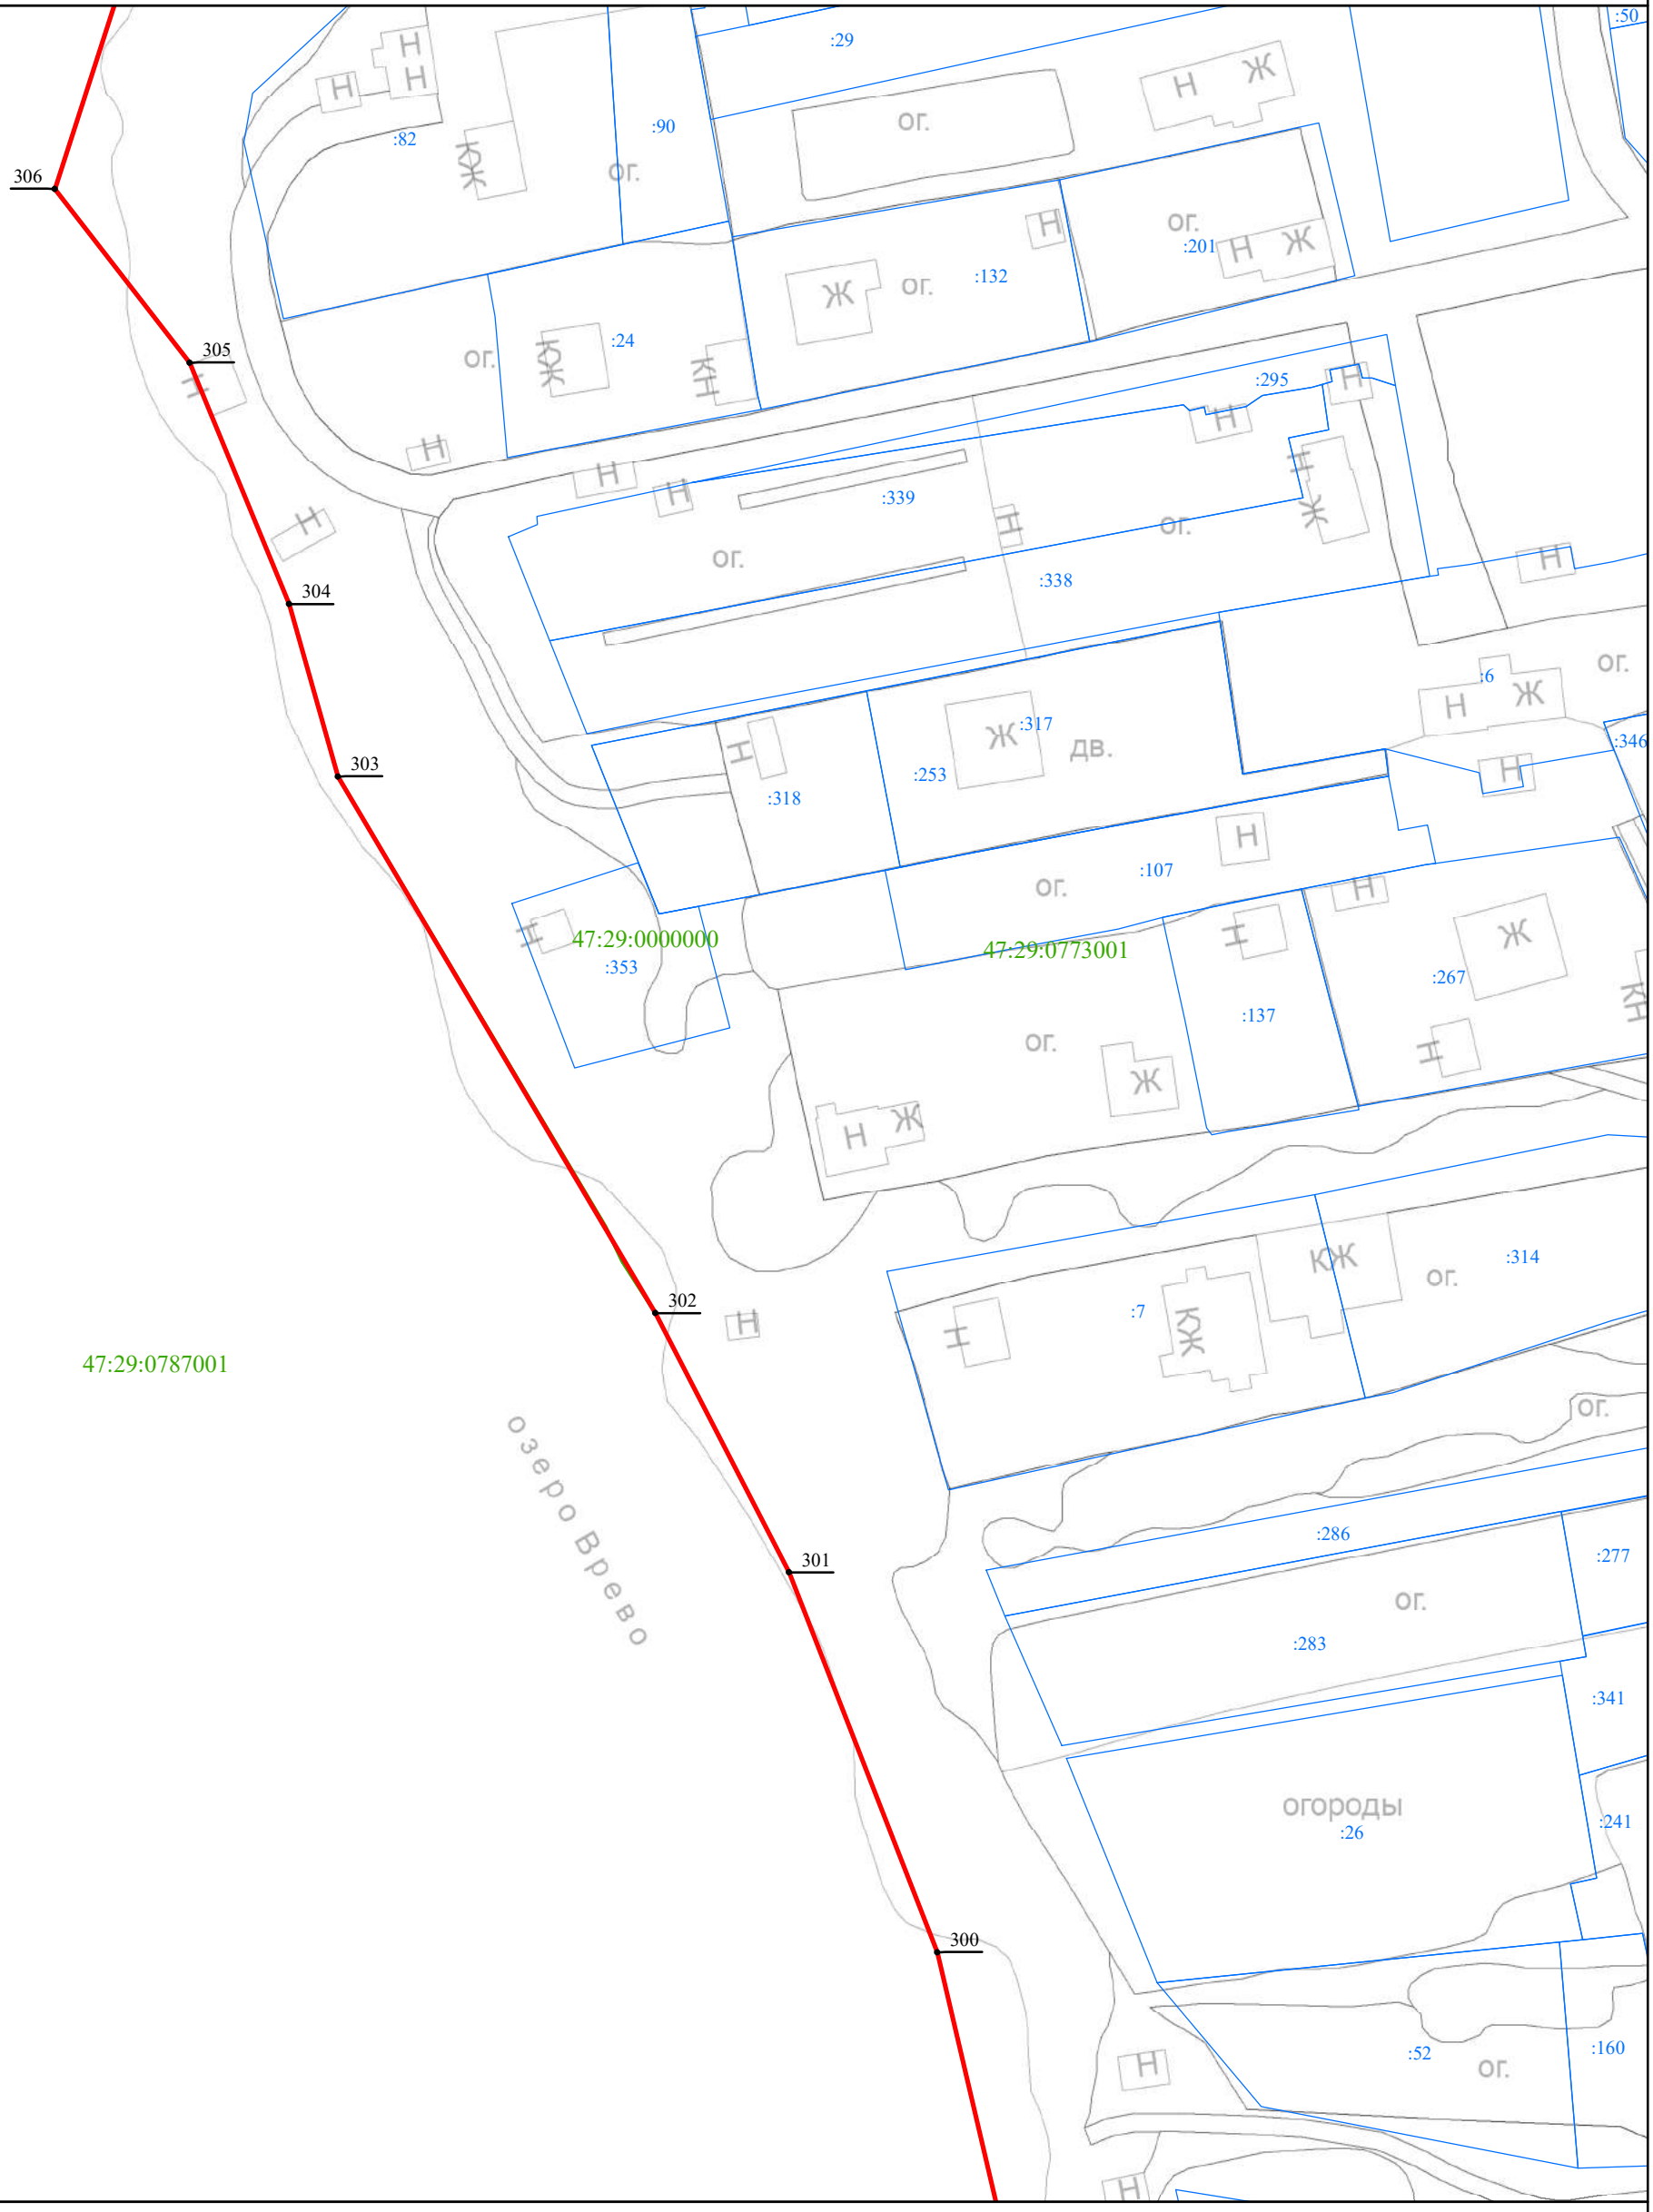 :50
:29
Н
Н
Н
Н
Ж
ог.
:90
:82
КЖ
ог.
306
Н
ог.
:201
Н
Ж
Ж
ог.
:132
:24
305
ог.
КЖ
КН
Н
:295
Н
Н
Н
Н
Н
:339
Н
Ж
Н
Н
ог.
ог.
Н
:338
304
ог.
:6
Н
Ж
:317
Ж
дв.
:346
Н
303
:253
Н
:318
Н
:107
ог.
Н
Н
47:29:0000000
47:29:0773001
Н
Ж
:353
:267
КН
:137
ог.
Н
Ж
Н
Ж
КЖ
:314
ог.
302
:7
Н
Н
КЖ
47:29:0787001
ог.
озеро Врево
:286
:277
301
ог.
:283
:341
огороды
:26
:241
300
:52
:160
Н
ог.
Н